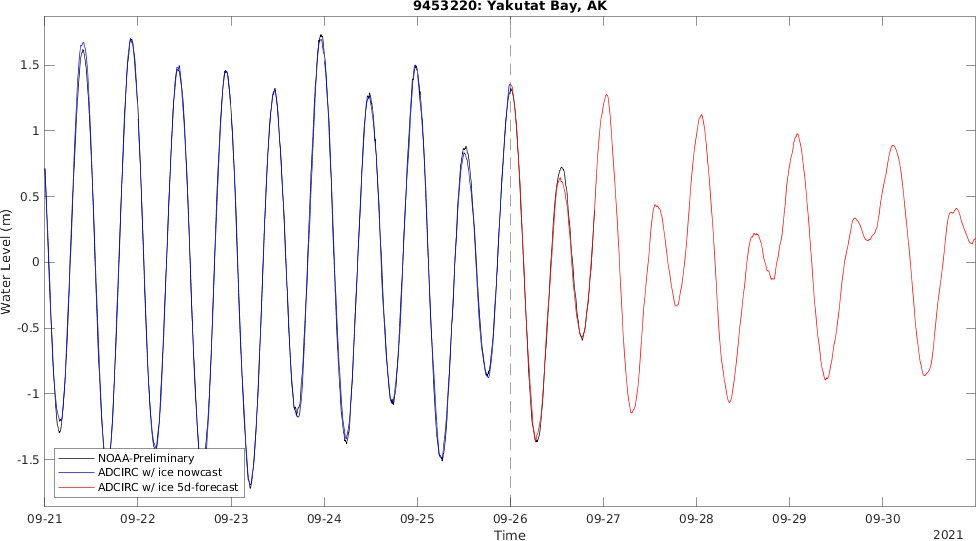 9453220: Yakutat Bay, AK
Water Level (m)
1.5
1
0.5
0
-0.5
-1
-1.5
NOAA-Preliminary
ADCIRC w/ ice nowcast
ADCIRC w/ ice 5d-forecast
09-21 09-22 09-23 09-24 09-25 09-26 09-27 09-28 09-29 09-30
Time
2021